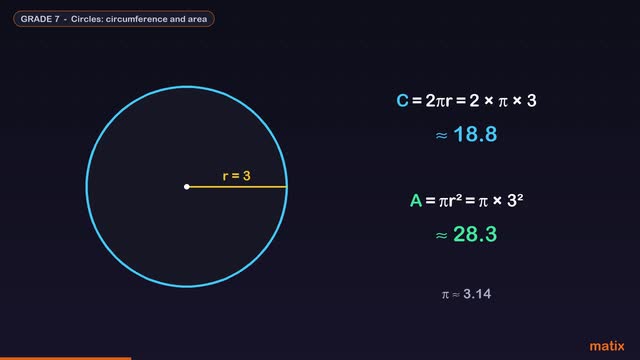 GRADE 7 - Circles: circumference and area
r = 3
C = 2πr = 2 × π × 3
≈ 18.8
A = πr² = π × 3²
≈ 28.3
π ≈ 3.14
matix